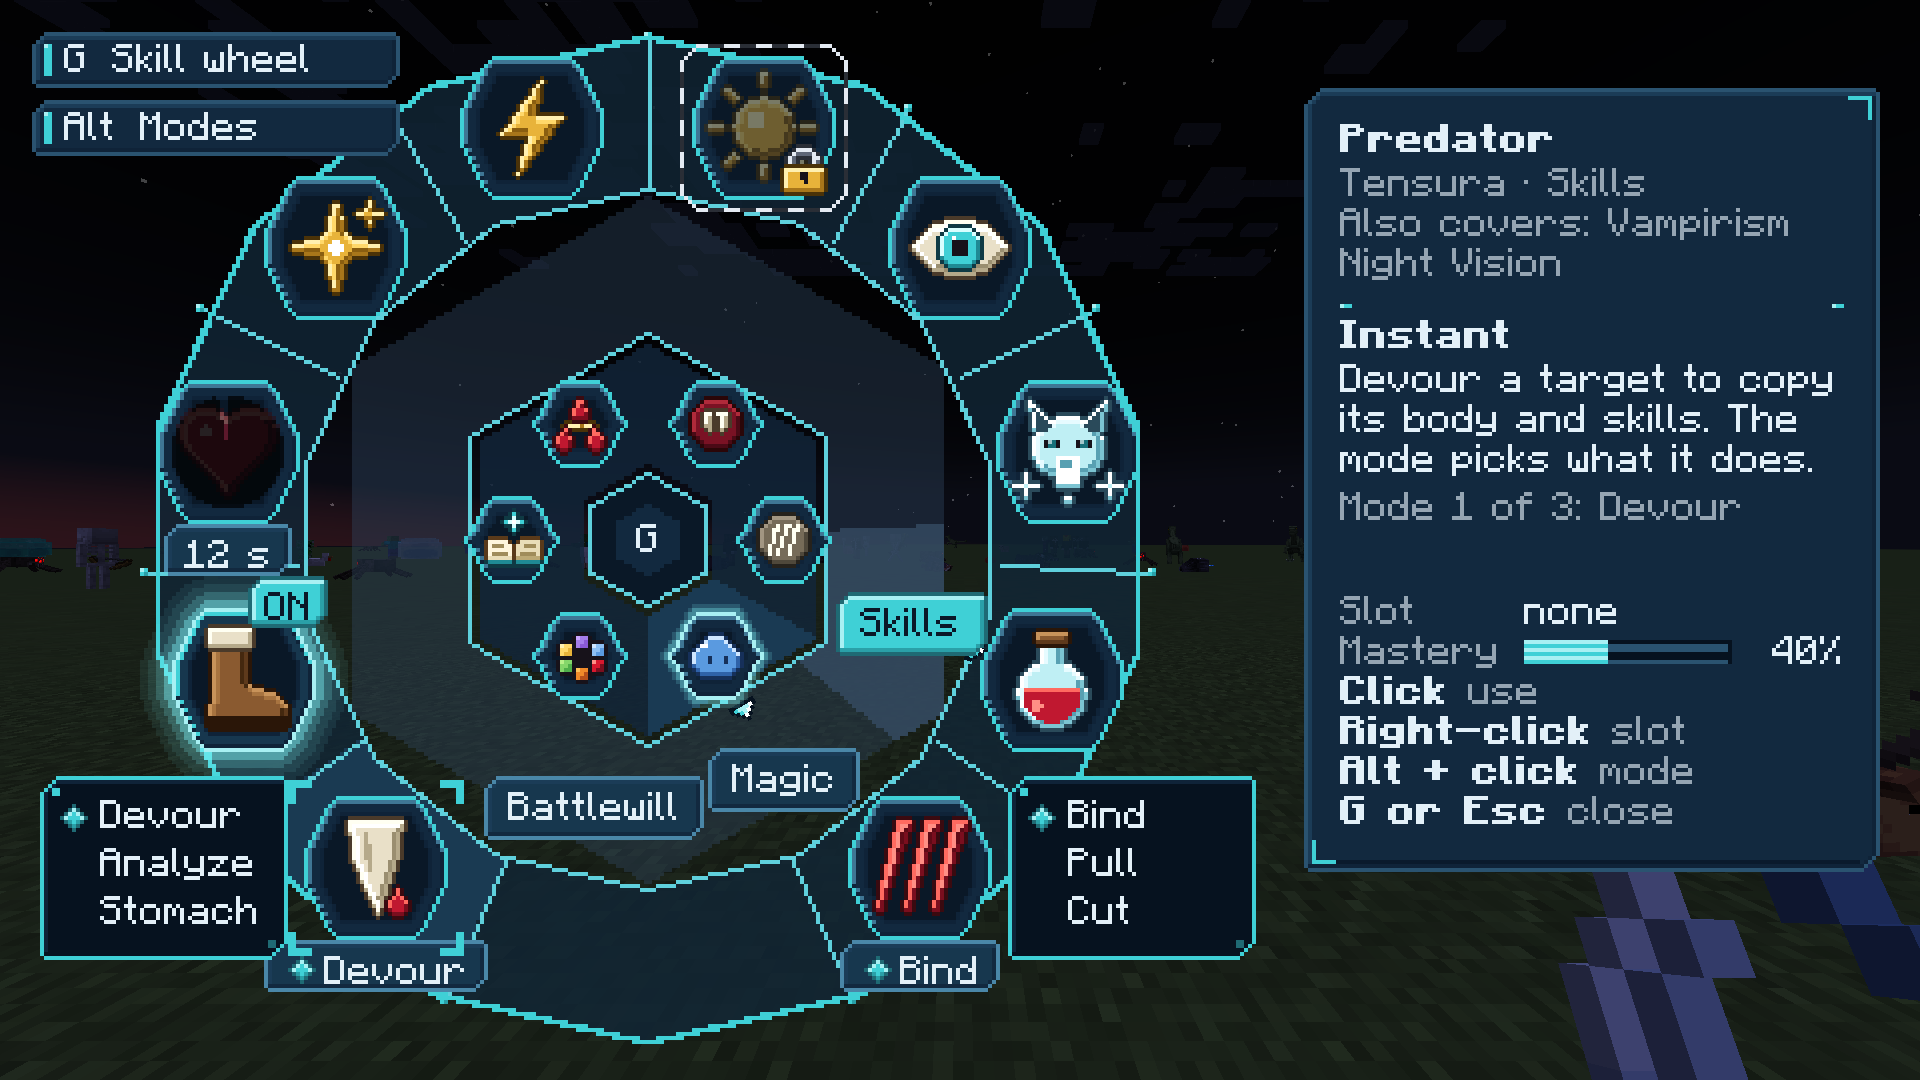 G Skill wheel
Alt Modes
12 s
ON
G
Skills
Magic
Battlewill
Devour
Analyze
Stomach
Devour
Bind
Pull
Cut
Bind
Predator
Tensura · Skills
Also covers: Vampirism
Night Vision
Instant
Devour a target to copy
its body and skills. The
mode picks what it does.
Mode 1 of 3: Devour
Slot none
Mastery 40%
Click use
Right-click slot
Alt + click mode
G or Esc close